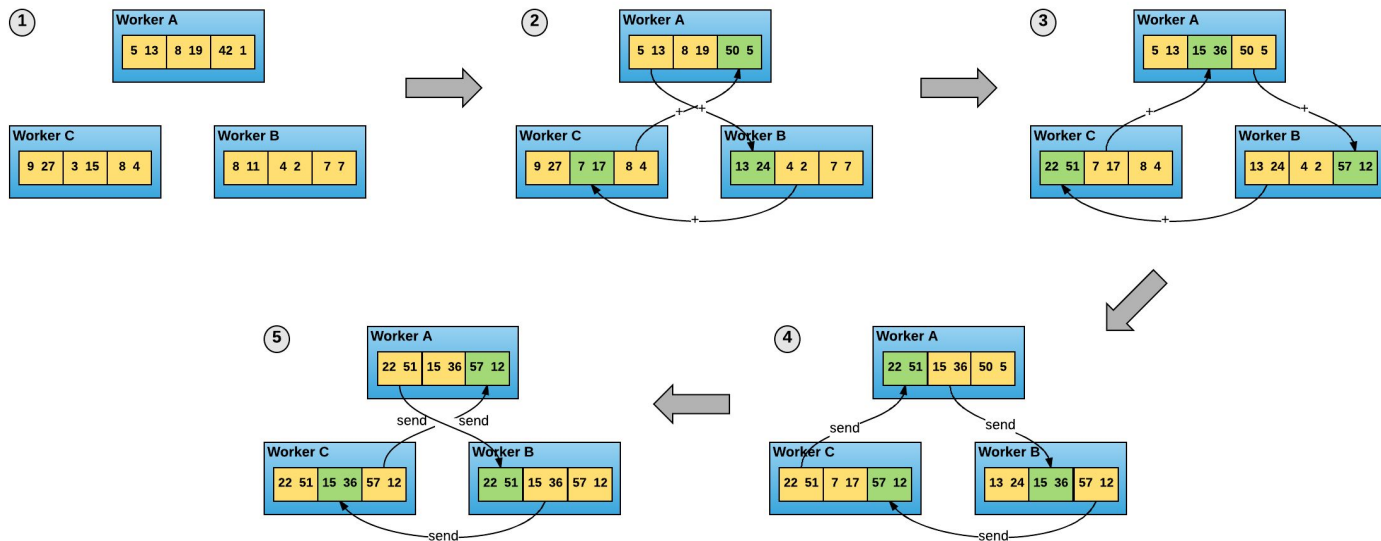 1
Worker A
5 13 8 19 42 1
Worker C
9 27 3 15 8 4
Worker B
8 11 4 2 7 7
2
Worker A
5 13 8 19 50 5
+ +
Worker C
9 27 7 17 8 4
Worker B
13 24 4 2 7 7
+
3
Worker A
5 13 15 36 50 5
+ +
Worker C
22 51 7 17 8 4
Worker B
13 24 4 2 57 12
+
5
Worker A
22 51 15 36 57 12
send send
Worker C
22 51 15 36 57 12
Worker B
22 51 15 36 57 12
send
4
Worker A
22 51 15 36 50 5
send send
Worker C
22 51 7 17 57 12
Worker B
13 24 15 36 57 12
send